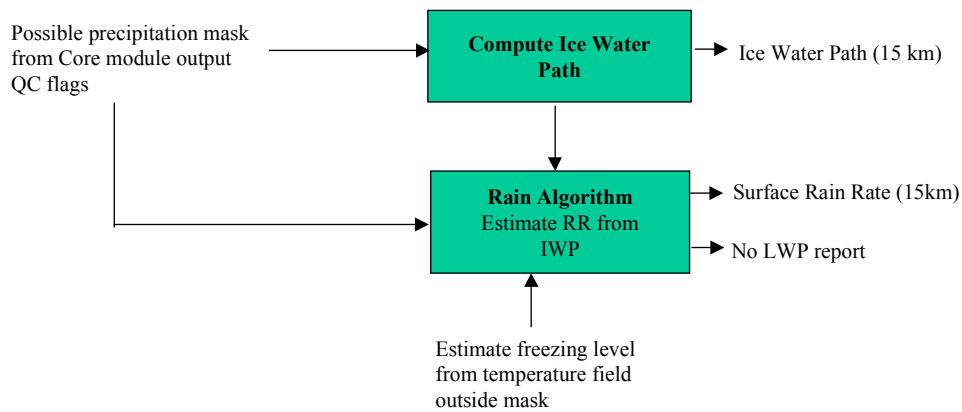 Possible precipitation mask
from Core module output
QC flags
Compute Ice Water
Path
Ice Water Path (15 km)
Rain Algorithm
Estimate RR from
IWP
Surface Rain Rate (15km)
No LWP report
Estimate freezing level
from temperature field
outside mask